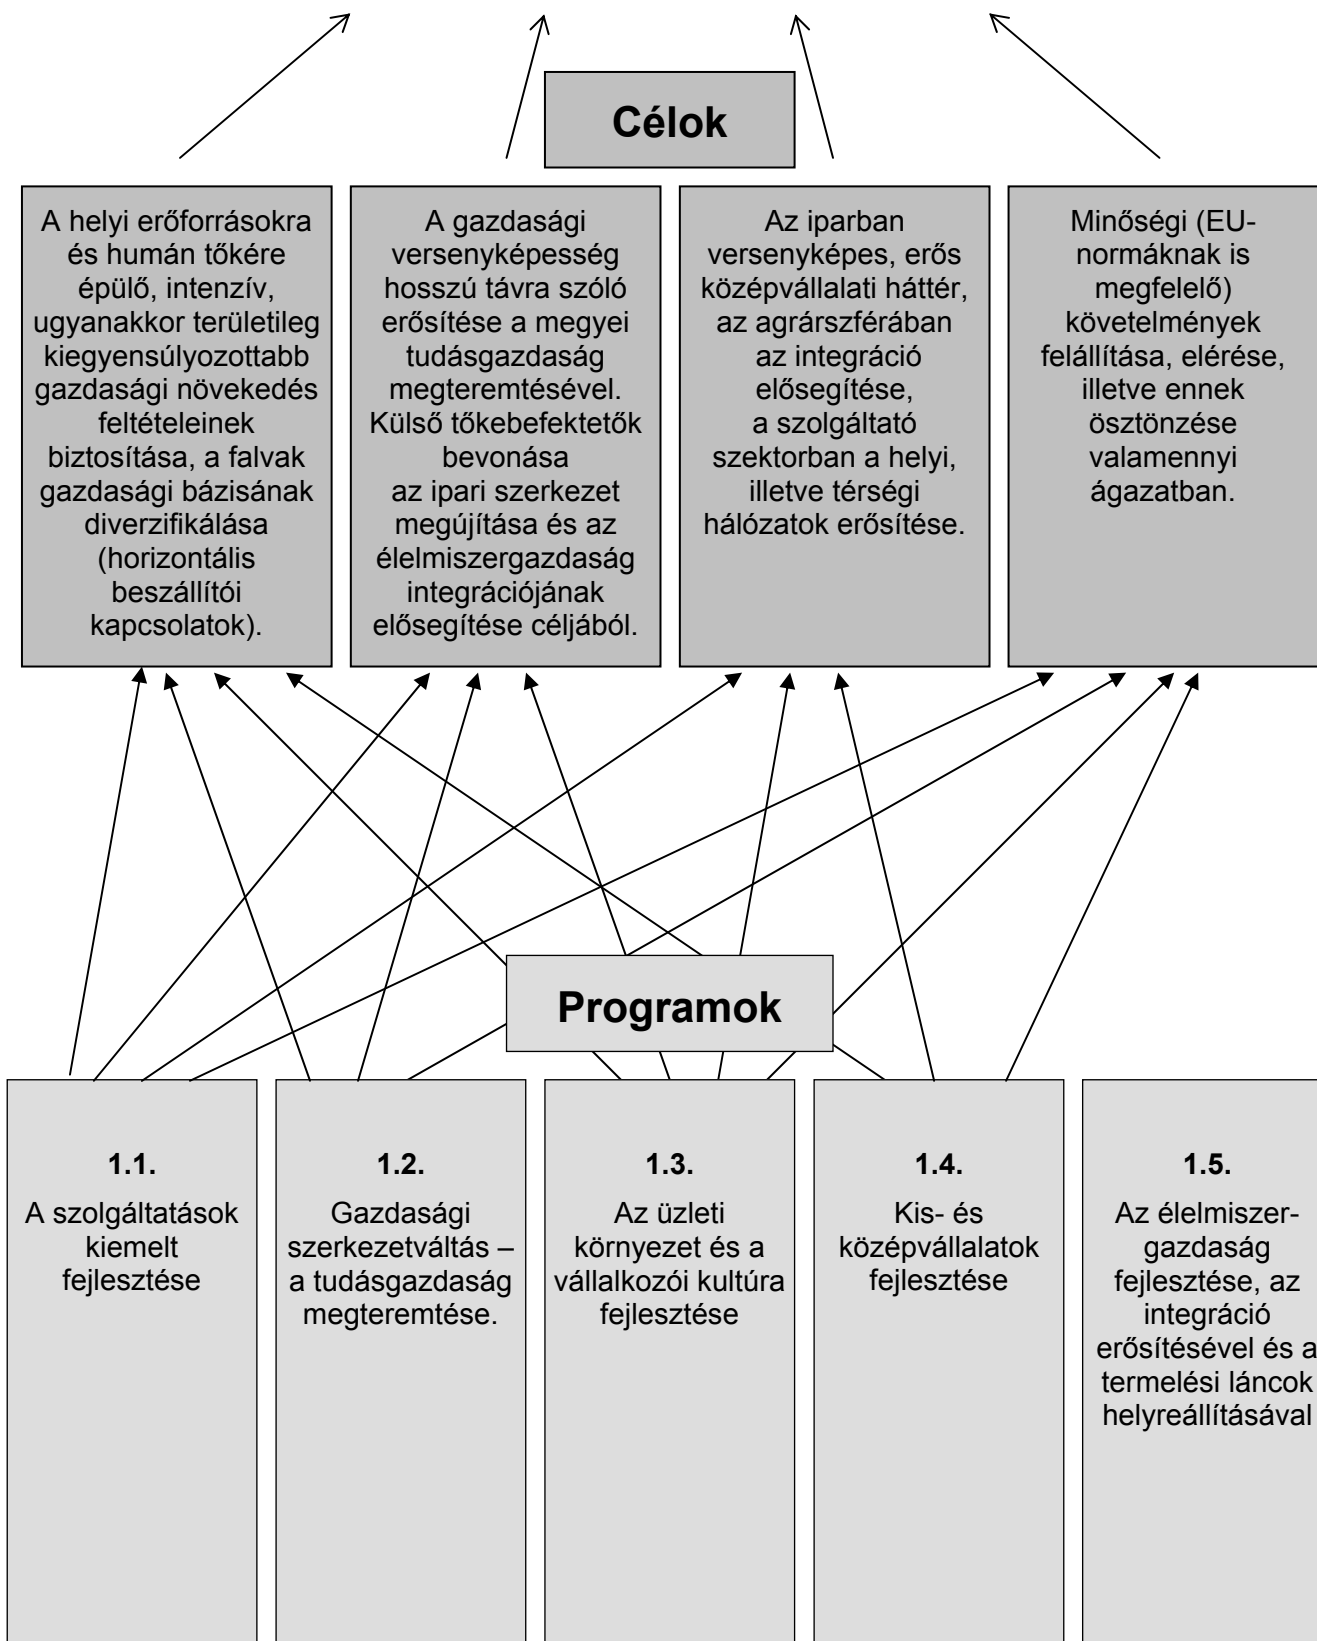 Célok
A helyi erőforrásokra
és humán tőkére
épülő, intenzív,
ugyanakkor területileg
kiegyensúlyozottabb
gazdasági növekedés
feltételeinek
biztosítása, a falvak
gazdasági bázisának
diverzifikálása
(horizontális
beszállítói
kapcsolatok).
A gazdasági
versenyképesség
hosszú távra szóló
erősítése a megyei
tudásgazdaság
megteremtésével.
Külső tőkebefektetők
bevonása
az ipari szerkezet
megújítása és az
élelmiszergazdaság
integrációjának
elősegítése céljából.
Az iparban
versenyképes, erős
középvállalati háttér,
az agrárszférában
az integráció
elősegítése,
a szolgáltató
szektorban a helyi,
illetve térségi
hálózatok erősítése.
Minőségi (EU-
normáknak is
megfelelő)
követelmények
felállítása, elérése,
illetve ennek
ösztönzése
valamennyi
ágazatban.
Programok
1.1.
A szolgáltatások
kiemelt
fejlesztése
1.2.
Gazdasági
szerkezetváltás –
a tudásgazdaság
megteremtése.
1.3.
Az üzleti
környezet és a
vállalkozói kultúra
fejlesztése
1.4.
Kis- és
középvállalatok
fejlesztése
1.5.
Az élelmiszer-
gazdaság
fejlesztése, az
integráció
erősítésével és a
termelési láncok
helyreállításával